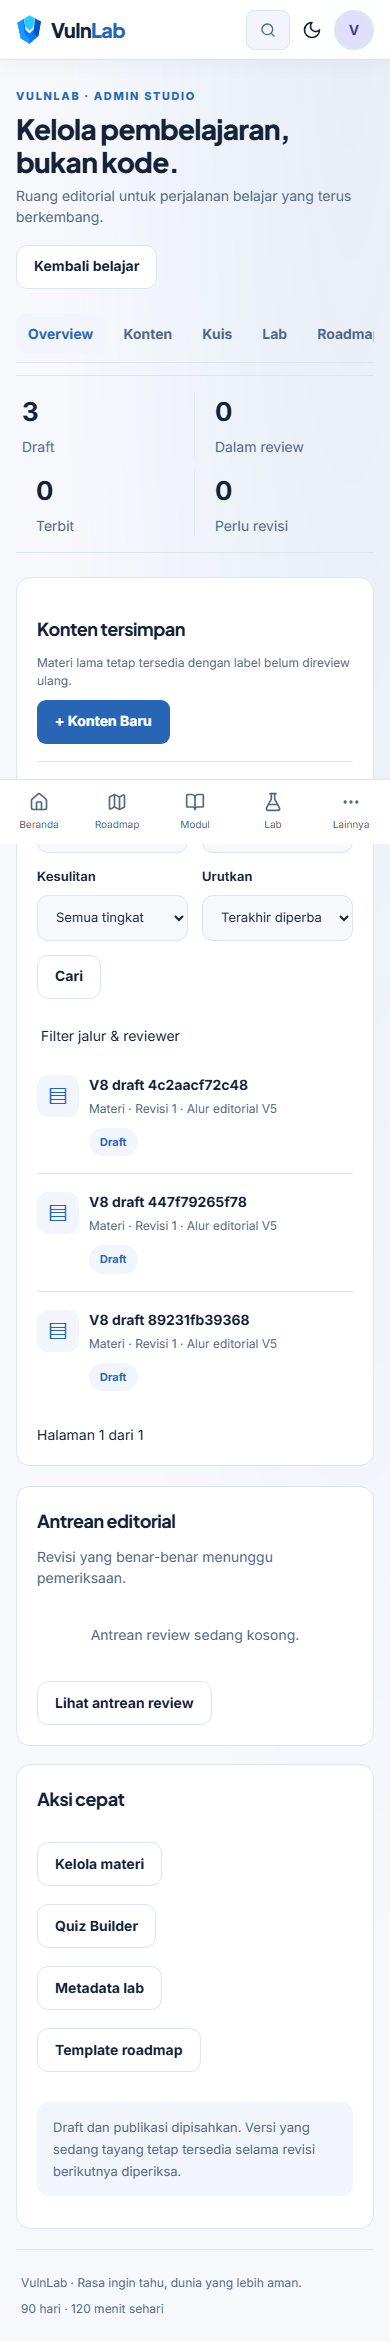 VulnLab
V
VULNLAB · ADMIN STUDIO
Kelola pembelajaran,
bukan kode.
Ruang editorial untuk perjalanan belajar yang terus
berkembang.
Kembali belajar
Overview Konten Kuis Lab Roadmap
3 0
Draft Dalam review
0 0
Terbit Perlu revisi
Konten tersimpan
Materi lama tetap tersedia dengan label belum direview
ulang.
+ Konten Baru
Beranda Roadmap Modul Lab Lainnya
Kesulitan Urutkan
Semua tingkat Terakhir diperba
Cari
Filter jalur & reviewer
V8 draft 4c2aacf72c48
Materi · Revisi 1 · Alur editorial V5
Draft
V8 draft 447f79265f78
Materi · Revisi 1 · Alur editorial V5
Draft
V8 draft 89231fb39368
Materi · Revisi 1 · Alur editorial V5
Draft
Halaman 1 dari 1
Antrean editorial
Revisi yang benar-benar menunggu
pemeriksaan.
Antrean review sedang kosong.
Lihat antrean review
Aksi cepat
Kelola materi
Quiz Builder
Metadata lab
Template roadmap
Draft dan publikasi dipisahkan. Versi yang
sedang tayang tetap tersedia selama revisi
berikutnya diperiksa.
VulnLab · Rasa ingin tahu, dunia yang lebih aman.
90 hari · 120 menit sehari